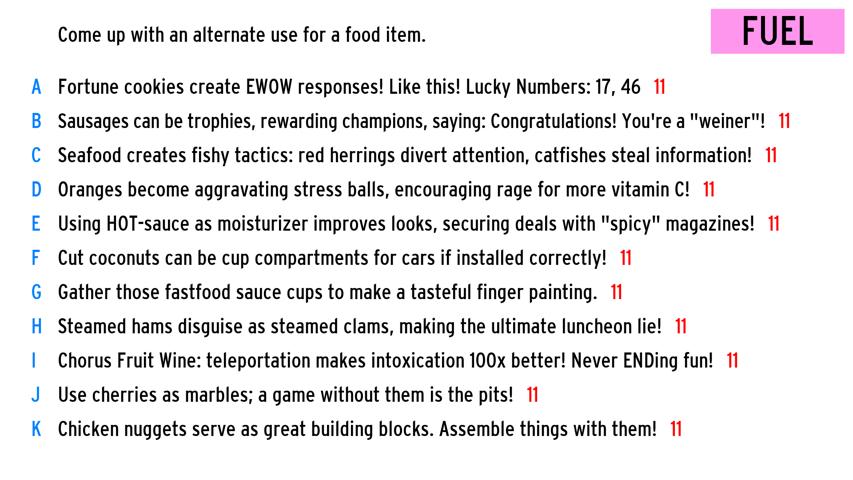 Come up with an alternate use for a food item.
FUEL
A Fortune cookies create EWOW responses! Like this! Lucky Numbers: 17, 46 11
B Sausages can be trophies, rewarding champions, saying: Congratulations! You're a "weiner"! 11
C Seafood creates fishy tactics: red herrings divert attention, catfishes steal information! 11
D Oranges become aggravating stress balls, encouraging rage for more vitamin C! 11
E Using HOT-sauce as moisturizer improves looks, securing deals with "spicy" magazines! 11
F Cut coconuts can be cup compartments for cars if installed correctly! 11
G Gather those fastfood sauce cups to make a tasteful finger painting. 11
H Steamed hams disguise as steamed clams, making the ultimate luncheon lie! 11
I Chorus Fruit Wine: teleportation makes intoxication 100x better! Never ENDing fun! 11
J Use cherries as marbles; a game without them is the pits! 11
K Chicken nuggets serve as great building blocks. Assemble things with them! 11